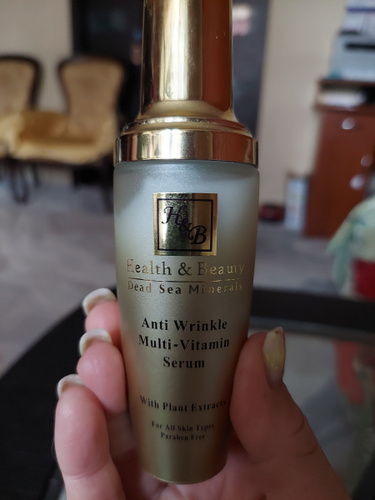 H&B
Health & Beauty
Dead Sea Minerals
Anti Wrinkle
Multi-Vitamin
Serum
With Plant Extracts
For All Skin Types
Paraben Free